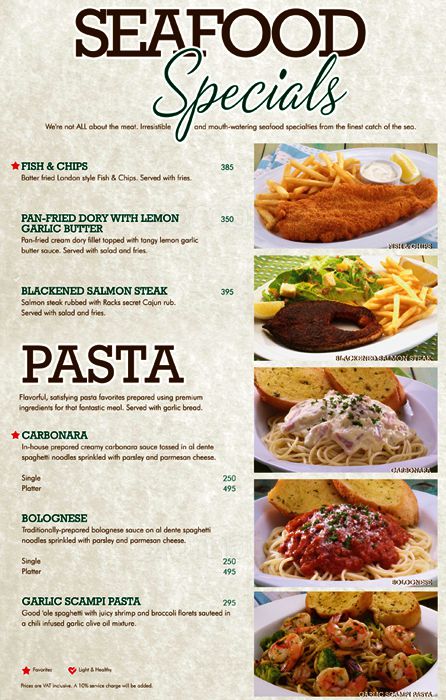 SEAFOOD
Specials
We're not ALL about the meat. Irresistible and mouth-watering seafood specialties from the finest catch of the sea.
FISH & CHIPS 385
Batter fried London style Fish & Chips. Served with fries.
FISH & CHIPS
PAN-FRIED DORY WITH LEMON 350
GARLIC BUTTER
Pan-fried cream dory fillet topped with tangy lemon garlic
butter sauce. Served with salad and fries.
BLACKENED SALMON STEAK 395
Salmon steak rubbed with Racks secret Cajun rub.
Served with salad and fries.
BLACKENED SALMON STEAK
PASTA
Flavorful, satisfying pasta favorites prepared using premium
ingredients for that fantastic meal. Served with garlic bread.
CARBONARA
In-house prepared creamy carbonara sauce tossed in al dente
spaghetti noodles sprinkled with parsley and parmesan cheese.
CARBONARA
Single 250
Platter 495
BOLOGNESE
Traditionally-prepared bolognese sauce on al dente spaghetti
noodles sprinkled with parsley and parmesan cheese.
Single 250
Platter 495
BOLOGNESE
GARLIC SCAMPI PASTA 295
Good 'ole spaghetti with juicy shrimp and broccoli florets sauteed in
a chili infused garlic olive oil mixture.
GARLIC SCAMPI PASTA
Favorites Light & Healthy
Prices are VAT inclusive. A 10% service charge will be added.